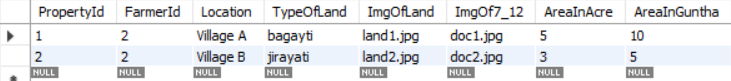 PropertyId FarmerId Location TypeOfLand ImgOfLand ImgOf7_12 AreaInAcre AreaInGuntha
1 2 Village A bagayti land1.jpg doc1.jpg 5 10
2 2 Village B jirayati land2.jpg doc2.jpg 3 5
NULL NULL NULL NULL NULL NULL NULL NULL